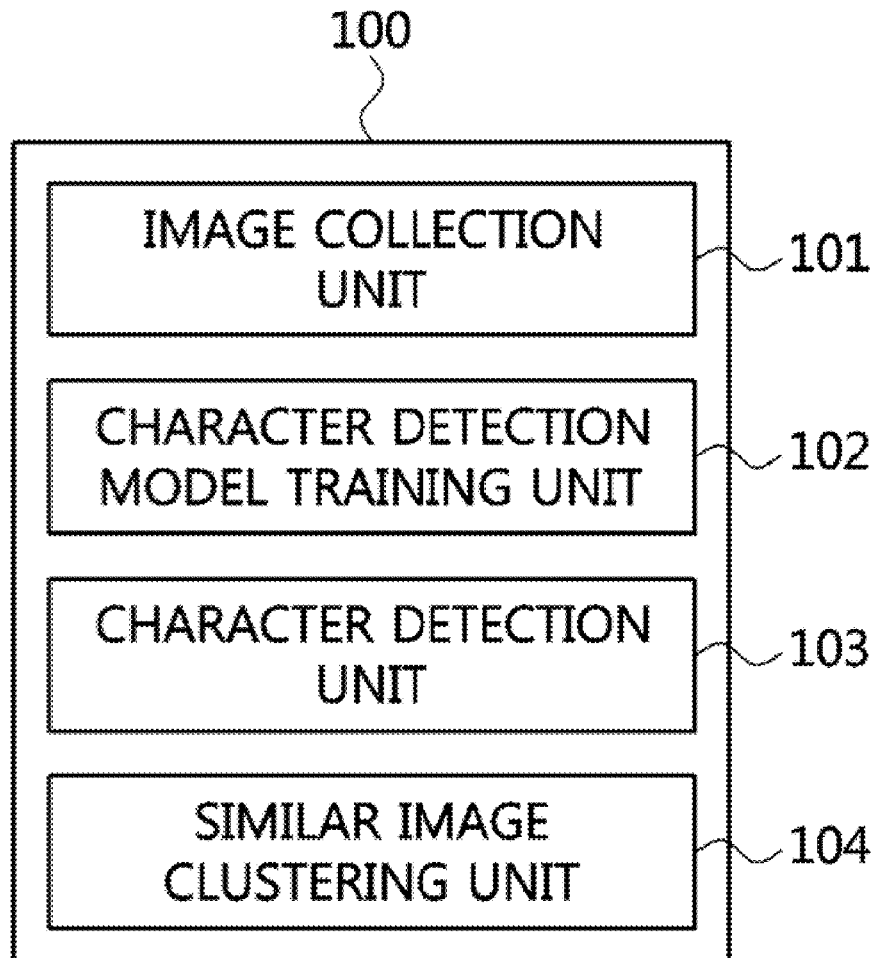 100
IMAGE COLLECTION
UNIT
101
CHARACTER DETECTION
MODEL TRAINING UNIT
102
CHARACTER DETECTION
UNIT
103
SIMILAR IMAGE
CLUSTERING UNIT
104